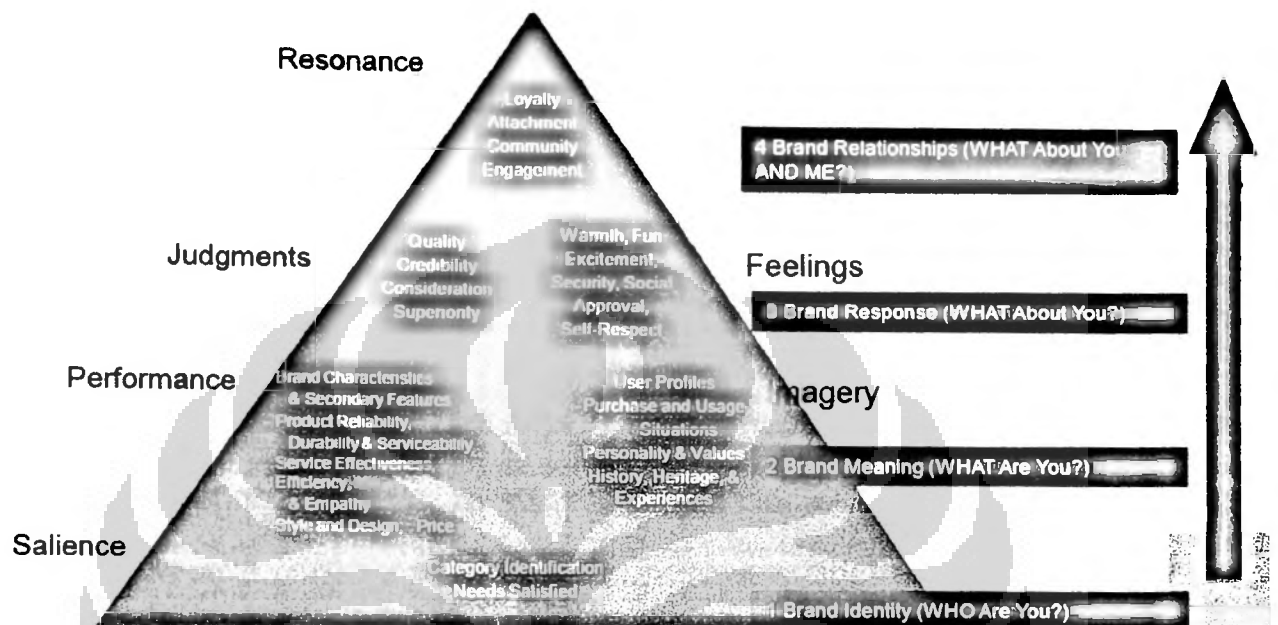 Resonance
Loyalty
Attachment
Community
Engagement
4 Brand Relationships (WHAT About You
AND ME?)
Judgments
Quality
Credibility
Consideration
Superiority
Warmth, Fun
Excitement,
Security, Social
Approval,
Self-Respect
Feelings
Brand Response (WHAT About You?)
Performance
Brand Characteristics
& Secondary Features
Product Reliability,
Durability & Serviceability
Service Effectiveness,
Efficiency,
& Empathy
Style and Design; Price
User Profiles
Purchase and Usage
Situations
Personality & Values
History, Heritage, &
Experiences
Imagery
2 Brand Meaning (WHAT Are You?)
Salience
Category Identification
Needs Satisfied
1 Brand Identity (WHO Are You?)